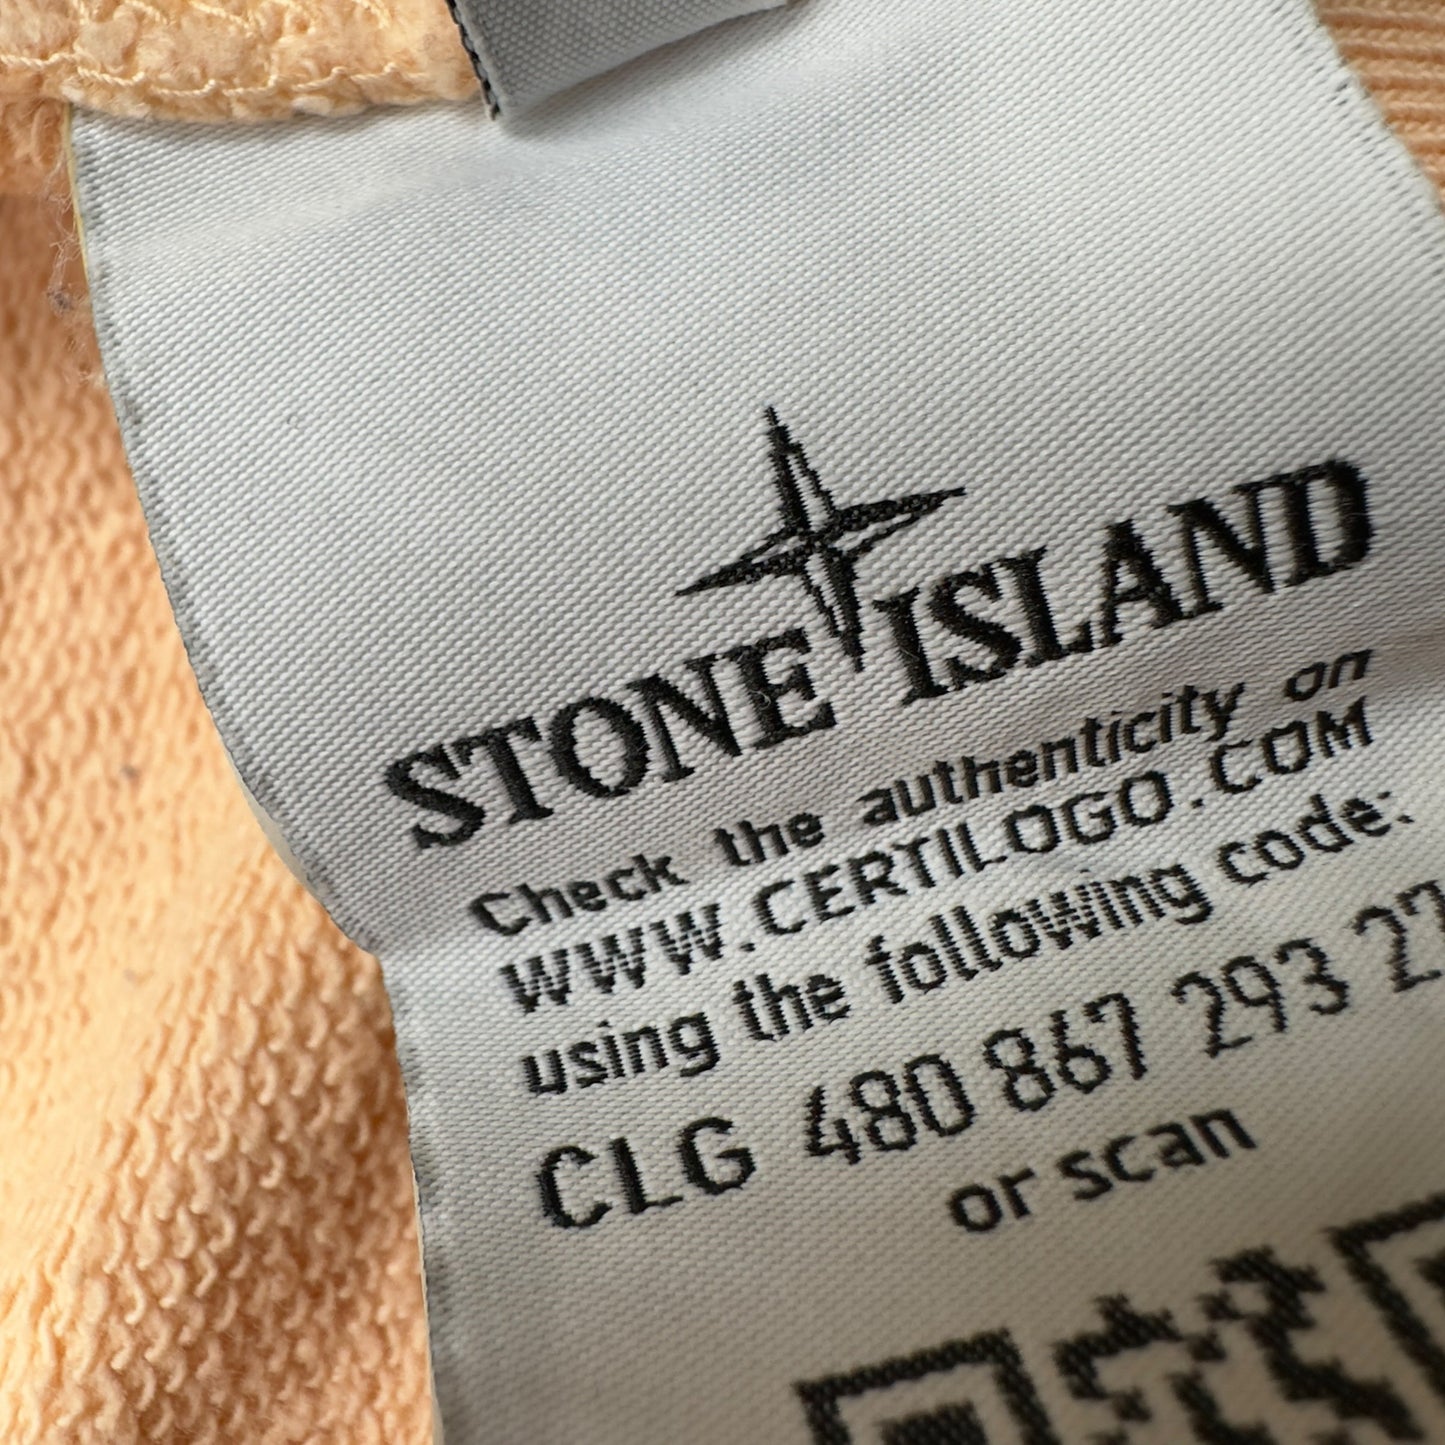 STONE ISLAND
Check the authenticity on
WWW.CERTILOGO.COM
using the following code:
CLG 480 867 293 27
or scan